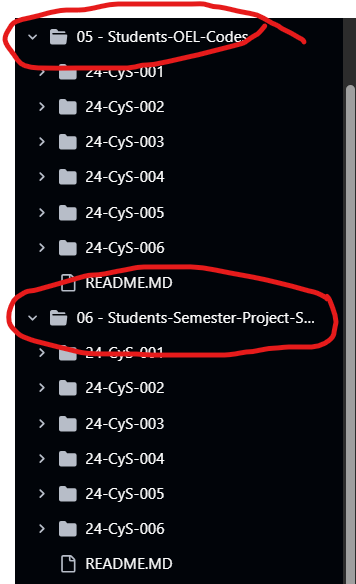 05 - Students-OEL-Codes
24-CyS-001
24-CyS-002
24-CyS-003
24-CyS-004
24-CyS-005
24-CyS-006
README.MD
06 - Students-Semester-Project-S...
24-CyS-001
24-CyS-002
24-CyS-003
24-CyS-004
24-CyS-005
24-CyS-006
README.MD